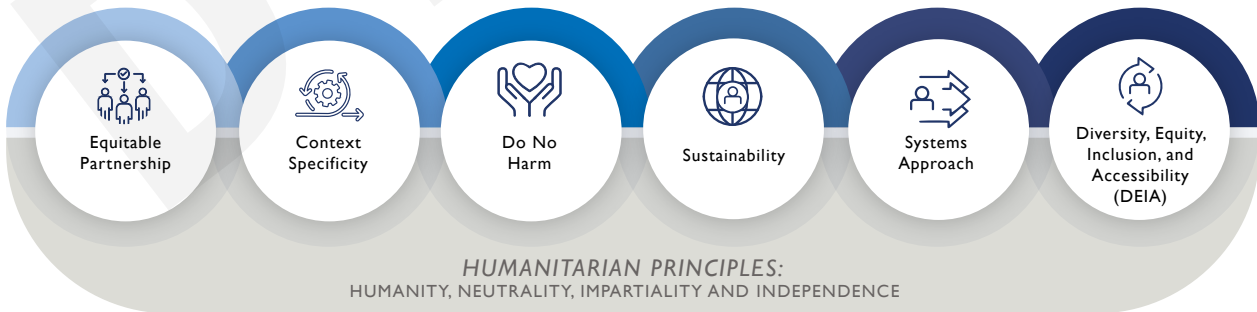 Equitable
Partnership
Context
Specificity
Do No
Harm
Sustainability
Systems
Approach
Diversity, Equity,
Inclusion, and
Accessibility
(DEIA)
HUMANITARIAN PRINCIPLES:
HUMANITY, NEUTRALITY, IMPARTIALITY AND INDEPENDENCE